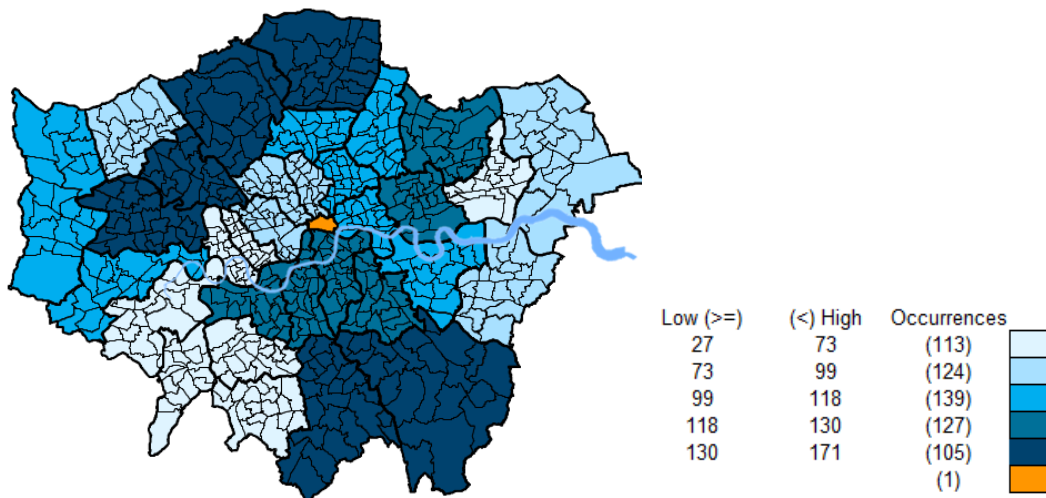 Low (>=) (<) High Occurrences
27 73 (113)
73 99 (124)
99 118 (139)
118 130 (127)
130 171 (105)
(1)